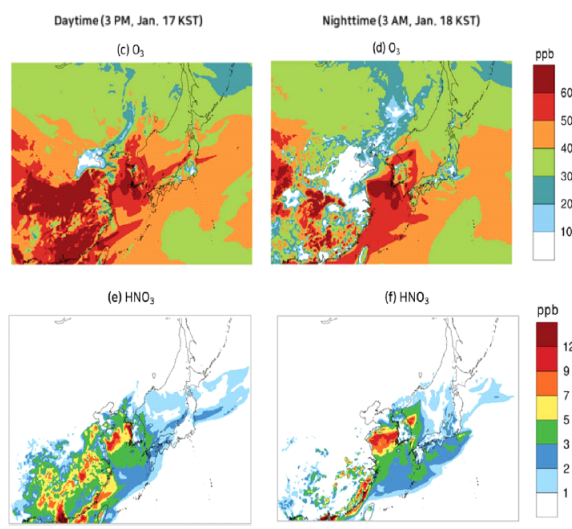 Daytime (3 PM, Jan. 17 KST)
Nighttime (3 AM, Jan. 18 KST)
(c) O₃
(d) O₃
ppb
60
50
40
30
20
10
(e) HNO₃
(f) HNO₃
ppb
12
9
7
5
3
2
1